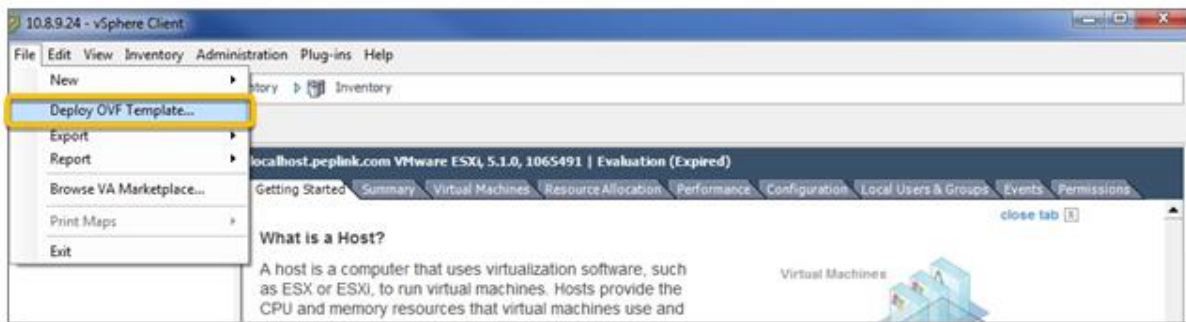 10.8.9.24 - vSphere Client
File Edit View Inventory Administration Plug-ins Help
New
Deploy OVF Template...
Export
Report
Browse VA Marketplace...
Print Maps
Exit
Inventory
localhost.peplink.com VMware ESXi, 5.1.0, 1065491 | Evaluation (Expired)
Getting Started Summary Virtual Machines Resource Allocation Performance Configuration Local Users & Groups Events Permissions
close tab
What is a Host?
A host is a computer that uses virtualization software, such
as ESX or ESXi, to run virtual machines. Hosts provide the
CPU and memory resources that virtual machines use and
Virtual Machines